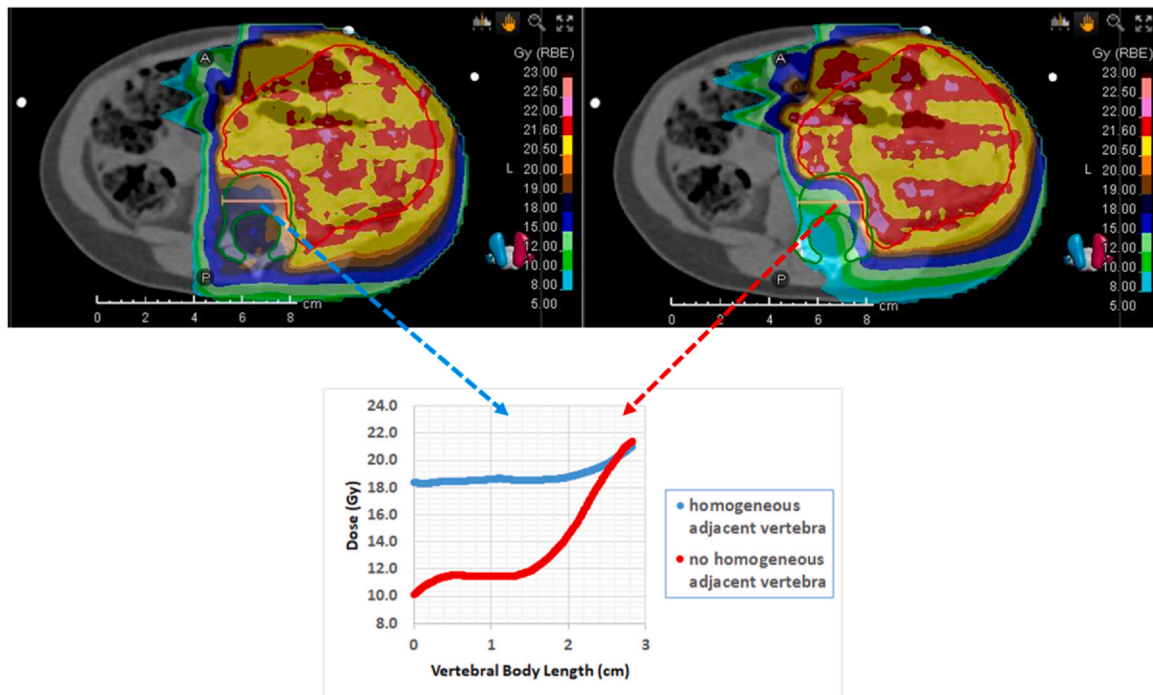 Gy (RBE)
23.00
22.50
21.60
20.50
20.00
19.00
18.00
15.00
12.00
10.00
8.00
5.00
A
L
P
0 2 4 6 8 cm
Gy (RBE)
23.00
22.50
21.60
20.50
20.00
19.00
18.00
15.00
12.00
10.00
8.00
5.00
A
L
P
0 2 4 6 8 cm
24.0
22.0
20.0
18.0
16.0
14.0
12.0
10.0
8.0
Dose (Gy)
0 1 2 3
Vertebral Body Length (cm)
homogeneous
adjacent vertebra
no homogeneous
adjacent vertebra